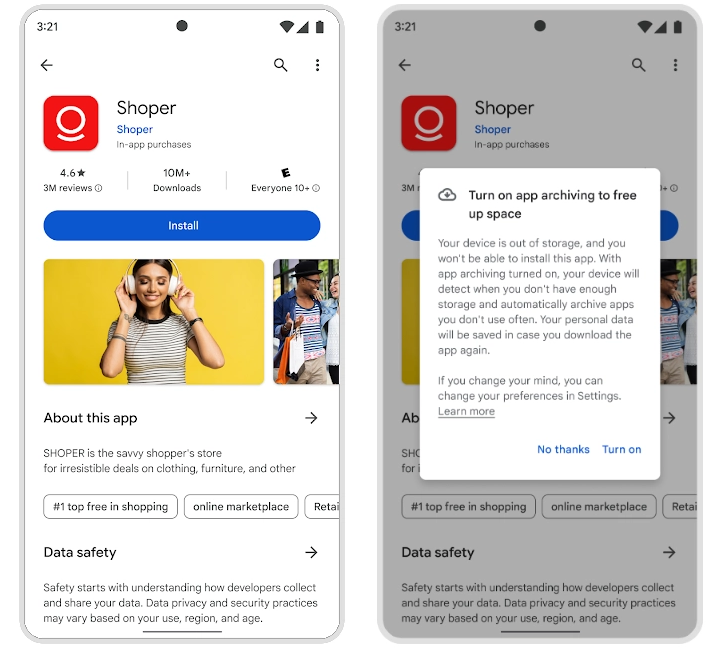 3:21
Shoper
Shoper
In-app purchases
4.6★
3M reviews
10M+
Downloads
E
Everyone 10+
Install
About this app
SHOPER is the savvy shopper's store
for irresistible deals on clothing, furniture, and other
#1 top free in shopping
online marketplace
Retai
Data safety
Safety starts with understanding how developers collect
and share your data. Data privacy and security practices
may vary based on your use, region, and age.
3:21
Shoper
Shoper
In-app purchases
4
3M r
0+
Turn on app archiving to free
up space
Your device is out of storage, and you
won't be able to install this app. With
app archiving turned on, your device will
detect when you don't have enough
storage and automatically archive apps
you don't use often. Your personal data
will be saved in case you download the
app again.
If you change your mind, you can
change your preferences in Settings.
Learn more
No thanks
Turn on
Ab
SHO
for i
#1 top free in shopping
online marketplace
Retai
Data safety
Safety starts with understanding how developers collect
and share your data. Data privacy and security practices
may vary based on your use, region, and age.